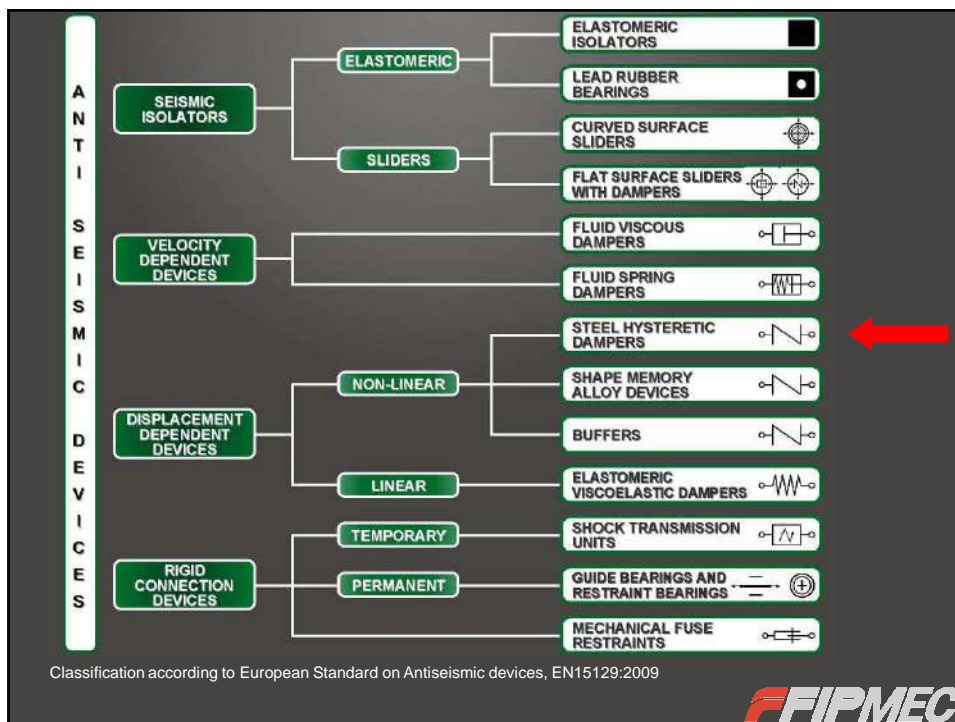 ANTI SEISMIC DEVICES
SEISMIC
ISOLATORS
ELASTOMERIC
ELASTOMERIC
ISOLATORS
LEAD RUBBER
BEARINGS
SLIDERS
CURVED SURFACE
SLIDERS
FLAT SURFACE SLIDERS
WITH DAMPERS
VELOCITY
DEPENDENT
DEVICES
FLUID VISCOUS
DAMPERS
FLUID SPRING
DAMPERS
DISPLACEMENT
DEPENDENT
DEVICES
NON-LINEAR
STEEL HYSTERETIC
DAMPERS
SHAPE MEMORY
ALLOY DEVICES
BUFFERS
LINEAR
ELASTOMERIC
VISCOELASTIC DAMPERS
RIGID
CONNECTION
DEVICES
TEMPORARY
SHOCK TRANSMISSION
UNITS
PERMANENT
GUIDE BEARINGS AND
RESTRAINT BEARINGS
MECHANICAL FUSE
RESTRAINTS
Classification according to European Standard on Antiseismic devices, EN15129:2009
FIPMEC